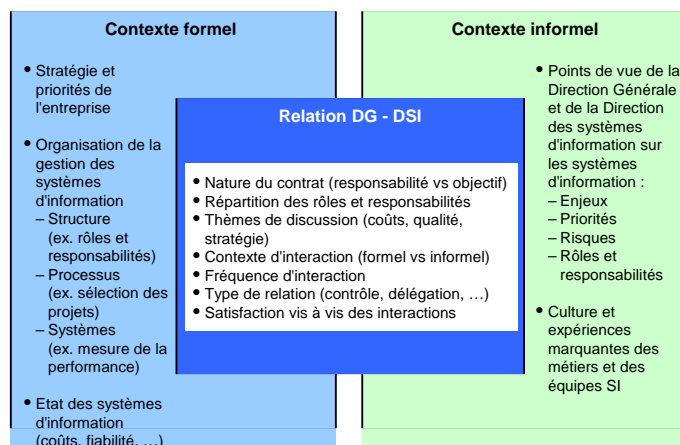 Contexte formel
• Stratégie et
priorités de
l'entreprise
• Organisation de la
gestion des
systèmes
d'information
– Structure
(ex. rôles et
responsabilités)
– Processus
(ex. sélection des
projets)
– Systèmes
(ex. mesure de la
performance)
• Etat des systèmes
d'information
(coûts, fiabilité, …)
Relation DG - DSI
• Nature du contrat (responsabilité vs objectif)
• Répartition des rôles et responsabilités
• Thèmes de discussion (coûts, qualité,
stratégie)
• Contexte d'interaction (formel vs informel)
• Fréquence d'interaction
• Type de relation (contrôle, délégation, …)
• Satisfaction vis à vis des interactions
Contexte informel
• Points de vue de la
Direction Générale
et de la Direction
des systèmes
d'information sur
les systèmes
d'information :
– Enjeux
– Priorités
– Risques
– Rôles et
responsabilités
• Culture et
expériences
marquantes des
métiers et des
équipes SI